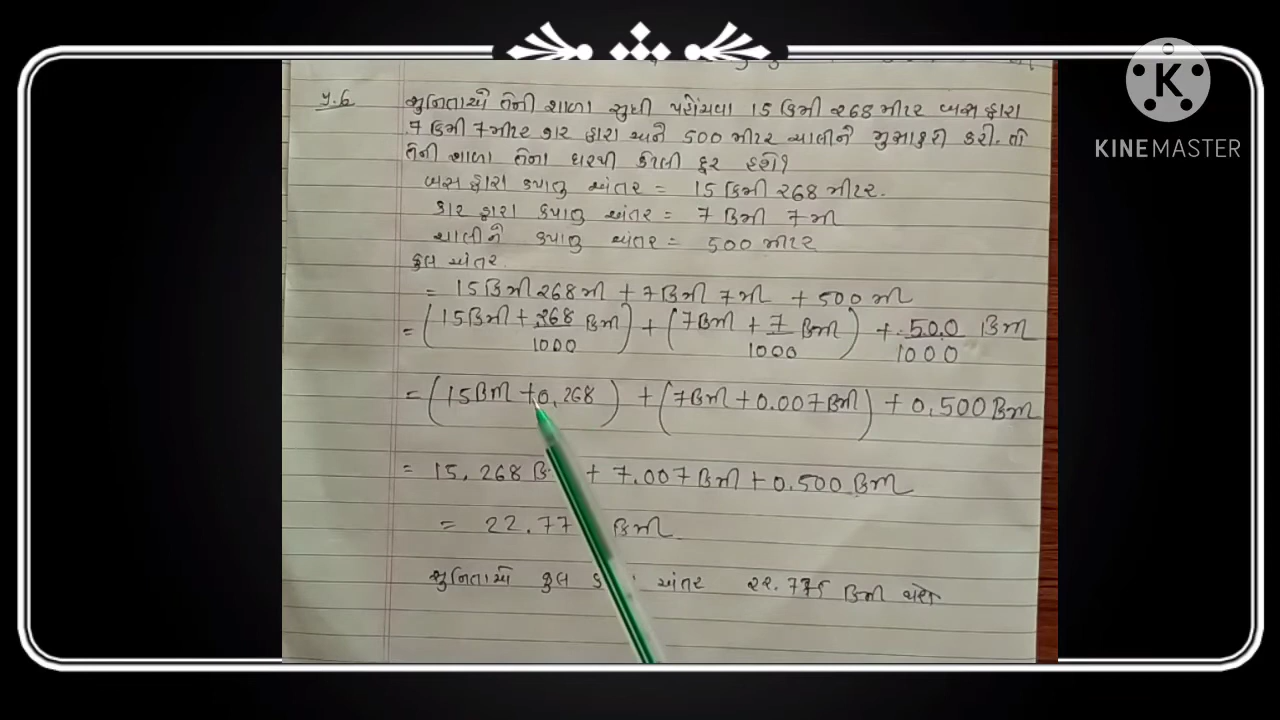 પ્ર.6 સુનિતાએ તેની શાળા સુધી પહોંચવા 15 કિમી 268 મીટર બસ દ્વારા
7 કિમી 7 મીટર કાર દ્વારા અને 500 મીટર ચાલીને મુસાફરી કરી. તો
તેની શાળા તેના ઘરથી કેટલી દુર હશે?
બસ દ્વારા કપાતુ અંતર = 15 કિમી 268 મીટર.
કાર દ્વારા કપાતુ અંતર = 7 કિમી 7 મી
ચાલીને કપાતુ અંતર = 500 મીટર
કુલ અંતર.
= 15 કિમી 268 મી + 7 કિમી 7 મી + 500 મી
= (15 કિમી + 268/1000 કિમી) + (7 કિમી + 7/1000 કિમી) + 500/1000 કિમી
= (15 કિમી + 0.268) + (7 કિમી + 0.007 કિમી) + 0.500 કિમી
= 15.268 કિ + 7.007 કિમી + 0.500 કિમી
= 22.77 કિમી.
સુનિતાએ કુલ અંતર 22.775 કિમી થશે
KINEMASTER